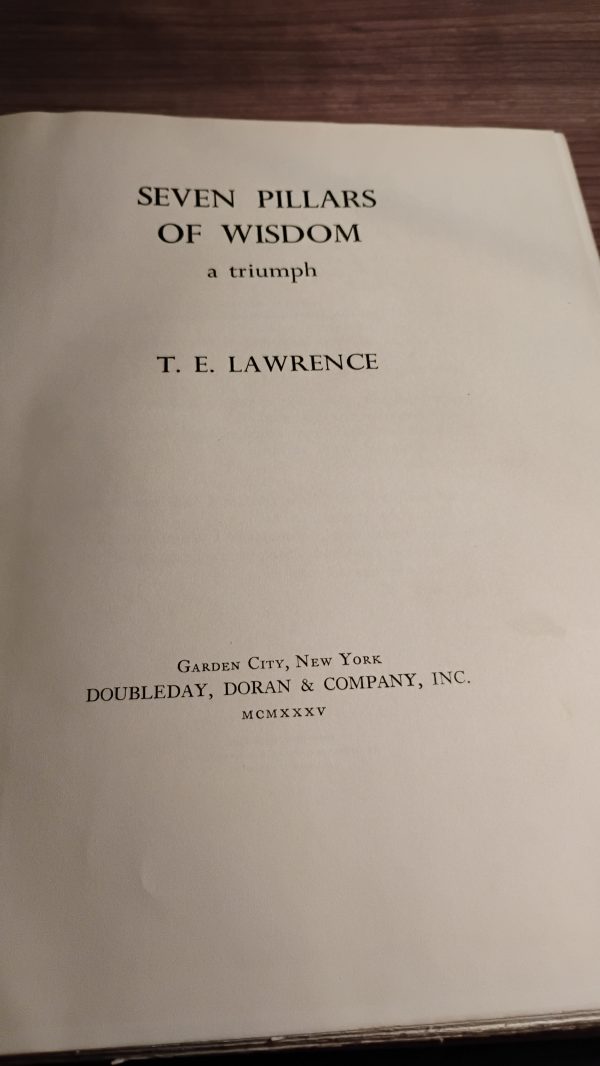 SEVEN PILLARS
OF WISDOM
a triumph
T. E. LAWRENCE
Garden City, New York
DOUBLEDAY, DORAN & COMPANY, INC.
MCMXXXV